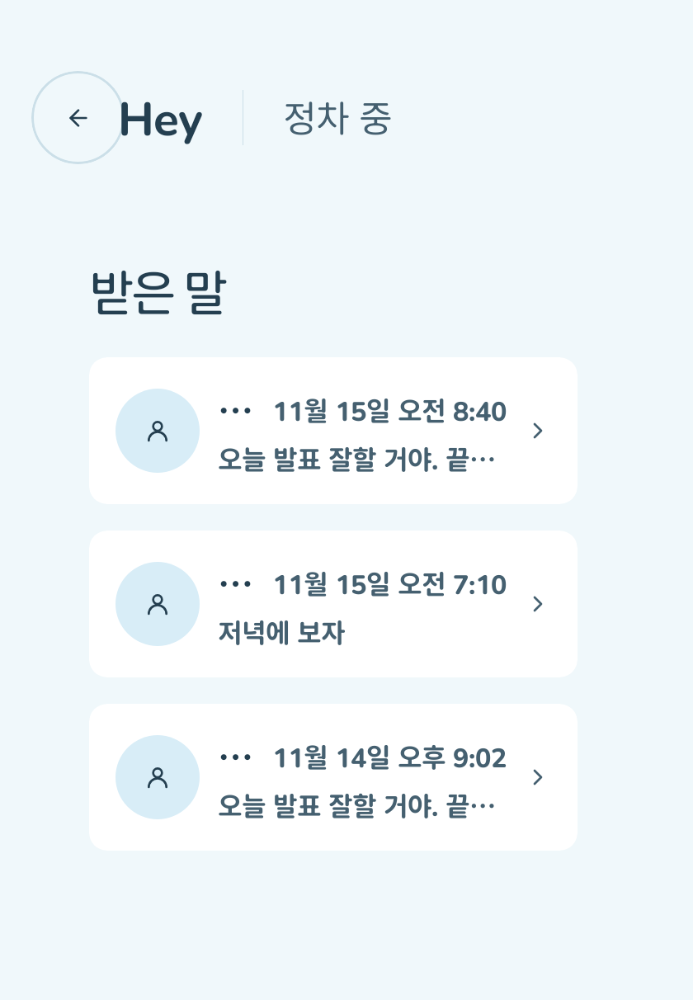 Hey 정차 중
받은 말
··· 11월 15일 오전 8:40
오늘 발표 잘할 거야. 끝···
··· 11월 15일 오전 7:10
저녁에 보자
··· 11월 14일 오후 9:02
오늘 발표 잘할 거야. 끝···